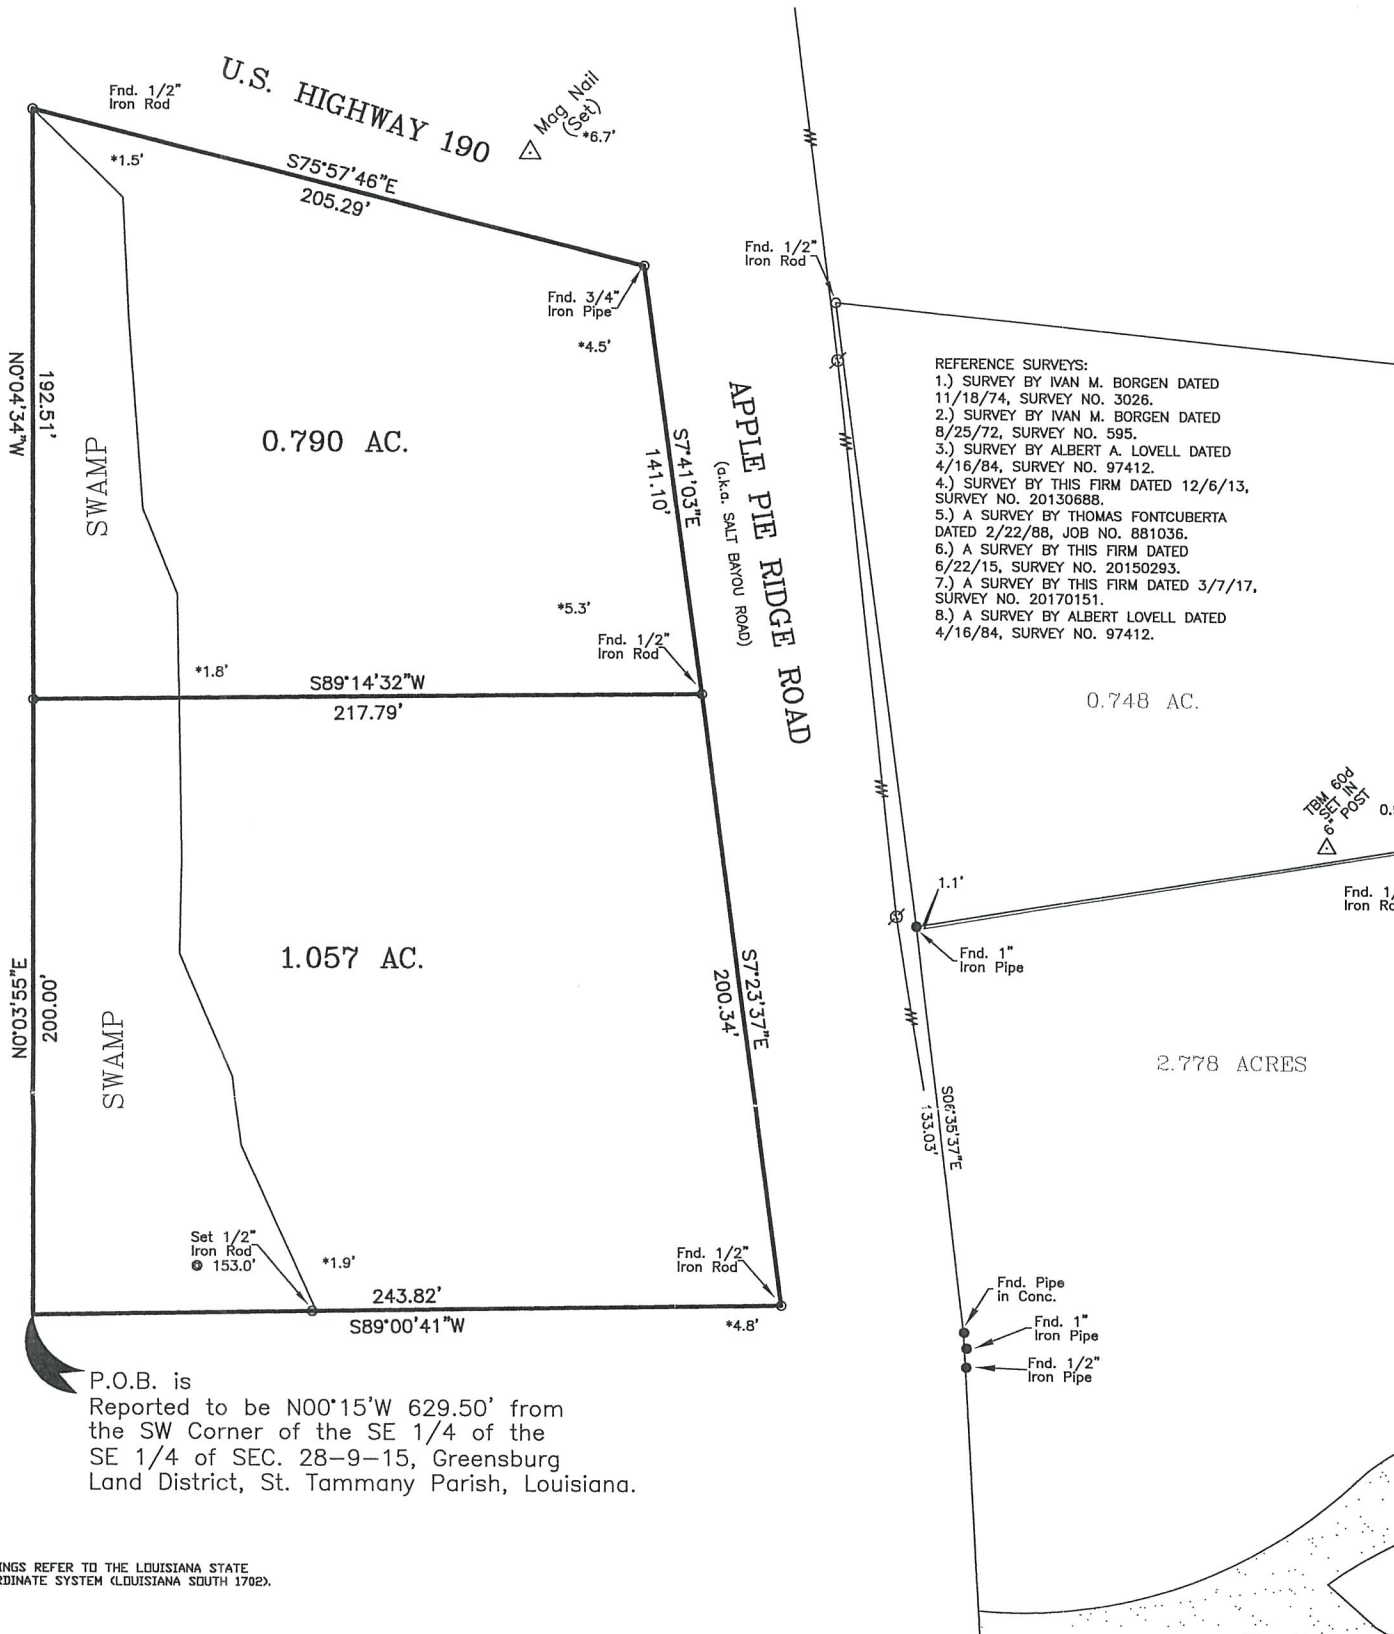 U.S. HIGHWAY 190
Fnd. 1/2"
Iron Rod
Mag Nail
(Set)
*6.7'
*1.5'
S75°57'46"E
205.29'
Fnd. 3/4"
Iron Pipe
*4.5'
N0°04'34"W
192.51'
SWAMP
0.790 AC.
S7°41'03"E
141.10'
APPLE PIE RIDGE ROAD
(a.k.a. SALT BAYOU ROAD)
*5.3'
Fnd. 1/2"
Iron Rod
*1.8'
S89°14'32"W
217.79'
Fnd. 1/2"
Iron Rod
REFERENCE SURVEYS:
1.) SURVEY BY IVAN M. BORGEN DATED
11/18/74, SURVEY NO. 3026.
2.) SURVEY BY IVAN M. BORGEN DATED
8/25/72, SURVEY NO. 595.
3.) SURVEY BY ALBERT A. LOVELL DATED
4/16/84, SURVEY NO. 97412.
4.) SURVEY BY THIS FIRM DATED 12/6/13,
SURVEY NO. 20130688.
5.) A SURVEY BY THOMAS FONTCUBERTA
DATED 2/22/88, JOB NO. 881036.
6.) A SURVEY BY THIS FIRM DATED
6/22/15, SURVEY NO. 20150293.
7.) A SURVEY BY THIS FIRM DATED 3/7/17,
SURVEY NO. 20170151.
8.) A SURVEY BY ALBERT LOVELL DATED
4/16/84, SURVEY NO. 97412.
0.748 AC.
TBM 60d
SET IN
6" POST
1.1'
Fnd. 1"
Iron Pipe
Fnd.
N0°03'55"E
200.00'
SWAMP
1.057 AC.
S7°23'37"E
200.34'
2.778 ACRES
S06°35'37"E
133.03'
Set 1/2"
Iron Rod
@ 153.0'
*1.9'
Fnd. 1/2"
Iron Rod
243.82'
S89°00'41"W
*4.8'
Fnd. Pipe
in Conc.
Fnd. 1"
Iron Pipe
Fnd. 1/2"
Iron Pipe
P.O.B. is
Reported to be N00°15'W 629.50' from
the SW Corner of the SE 1/4 of the
SE 1/4 of SEC. 28-9-15, Greensburg
Land District, St. Tammany Parish, Louisiana.
INGS REFER TO THE LOUISIANA STATE
RDINATE SYSTEM (LOUISIANA SOUTH 1702).